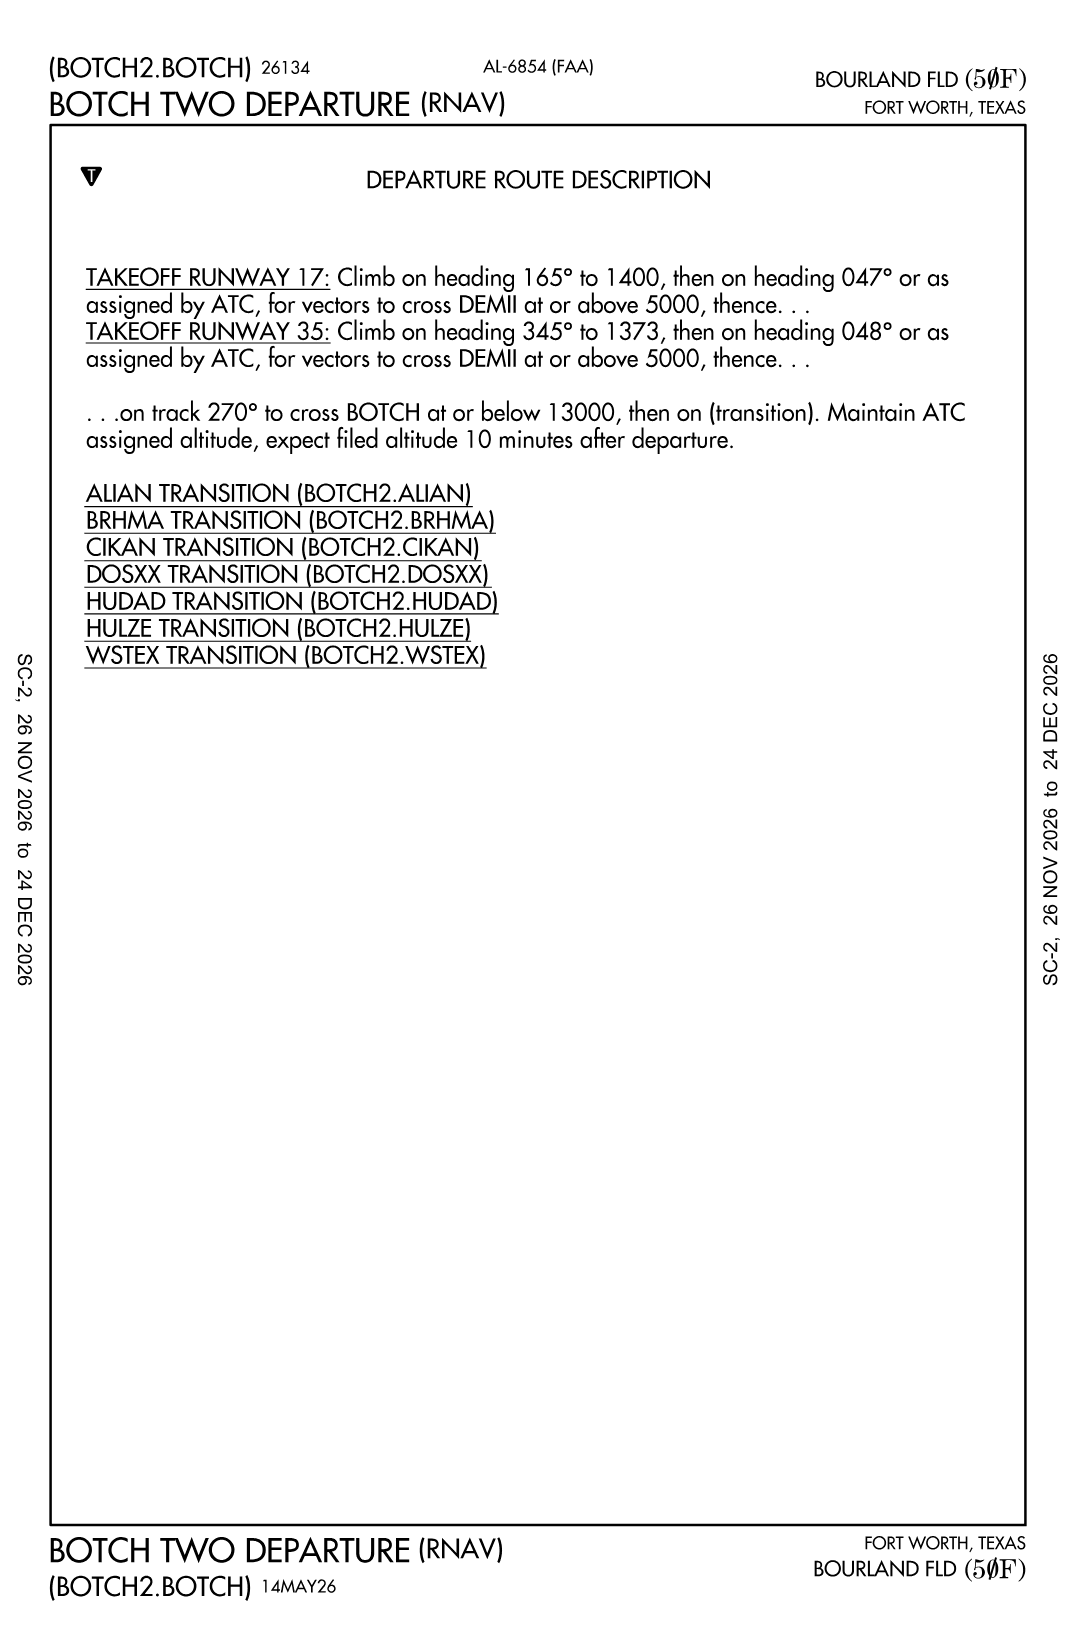 (BOTCH2.BOTCH) 26134
AL-6854 (FAA)
BOURLAND FLD (50F)
BOTCH TWO DEPARTURE (RNAV)
FORT WORTH, TEXAS
T
DEPARTURE ROUTE DESCRIPTION
TAKEOFF RUNWAY 17: Climb on heading 165° to 1400, then on heading 047° or as
assigned by ATC, for vectors to cross DEMII at or above 5000, thence. . .
TAKEOFF RUNWAY 35: Climb on heading 345° to 1373, then on heading 048° or as
assigned by ATC, for vectors to cross DEMII at or above 5000, thence. . .
. . .on track 270° to cross BOTCH at or below 13000, then on (transition). Maintain ATC
assigned altitude, expect filed altitude 10 minutes after departure.
ALIAN TRANSITION (BOTCH2.ALIAN)
BRHMA TRANSITION (BOTCH2.BRHMA)
CIKAN TRANSITION (BOTCH2.CIKAN)
DOSXX TRANSITION (BOTCH2.DOSXX)
HUDAD TRANSITION (BOTCH2.HUDAD)
HULZE TRANSITION (BOTCH2.HULZE)
WSTEX TRANSITION (BOTCH2.WSTEX)
SC-2, 26 NOV 2026 to 24 DEC 2026
SC-2, 26 NOV 2026 to 24 DEC 2026
BOTCH TWO DEPARTURE (RNAV)
FORT WORTH, TEXAS
BOURLAND FLD (50F)
(BOTCH2.BOTCH) 14MAY26